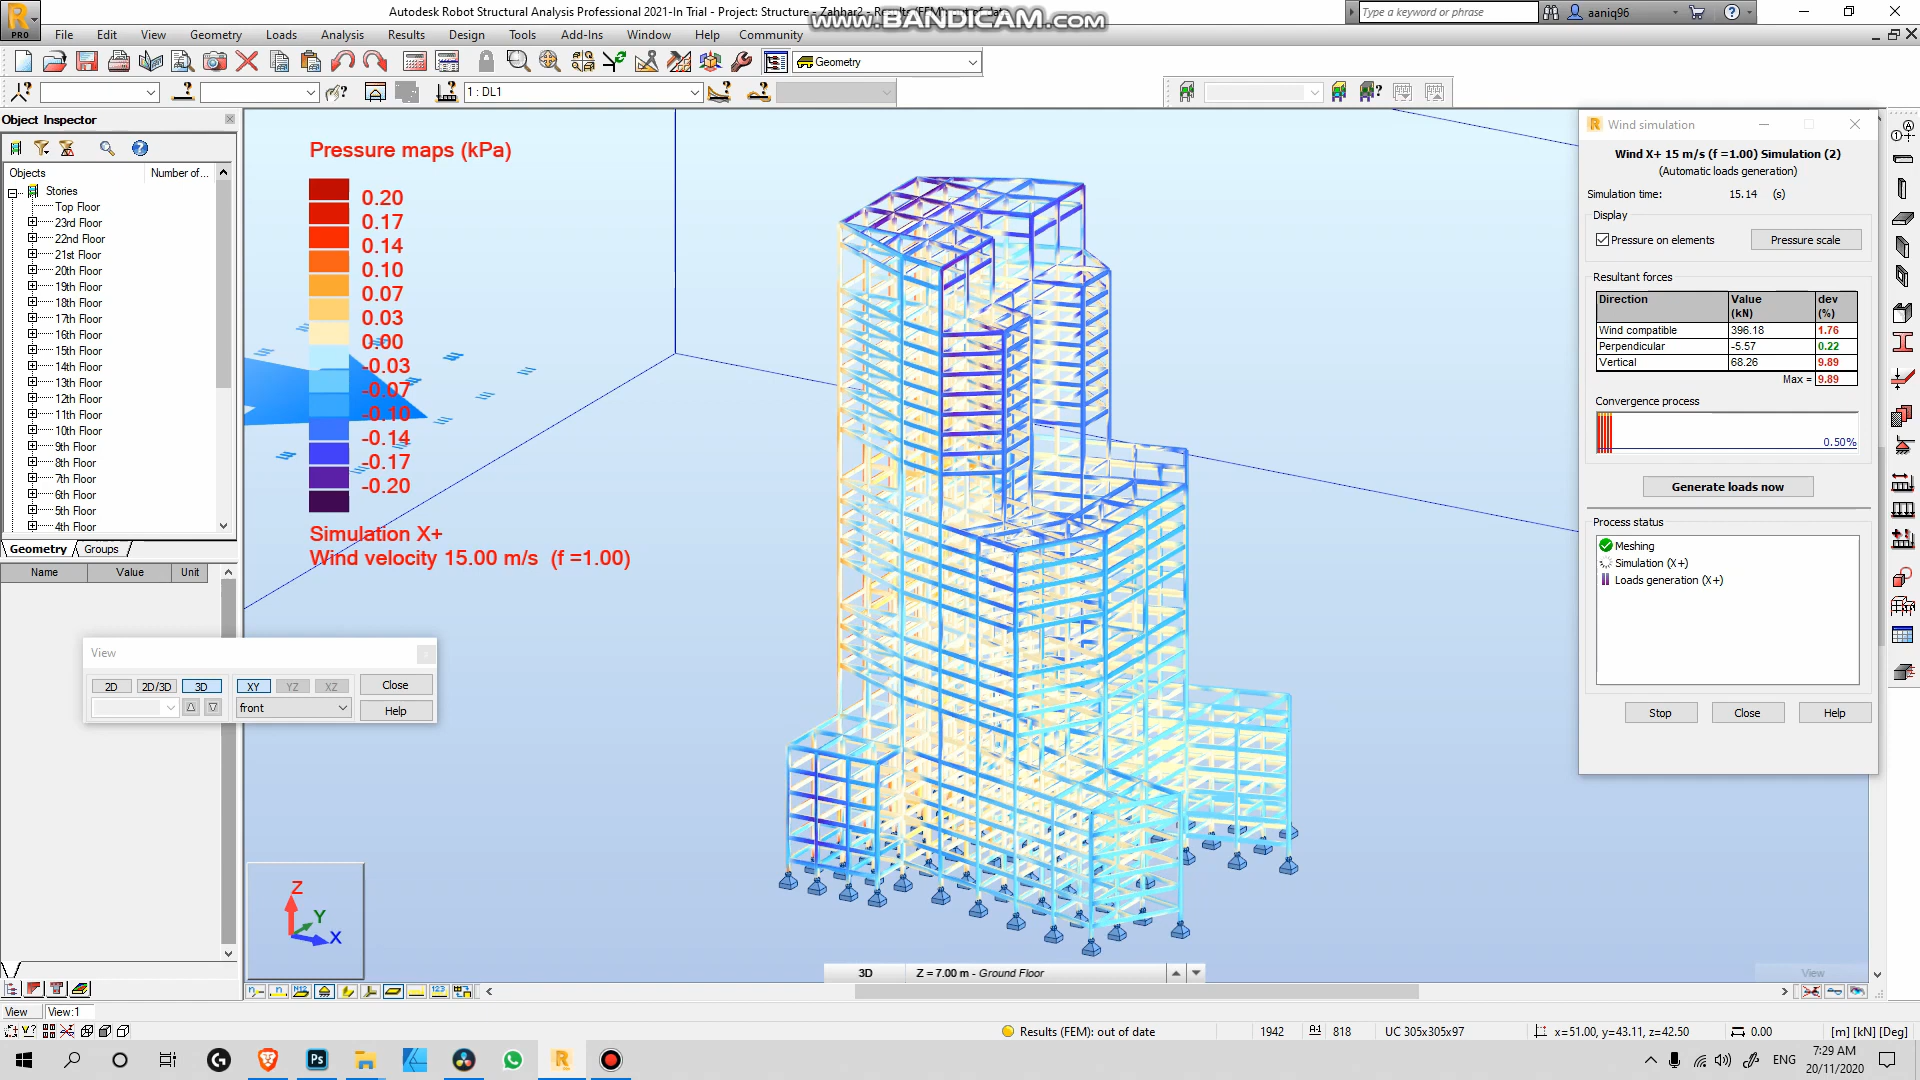 Autodesk Robot Structural Analysis Professional 2021-In Trial - Project: Structure - Zahhar2 - Results (FEM): out of date
www.BANDICAM.com
Type a keyword or phrase
aaniq96
PRO
File Edit View Geometry Loads Analysis Results Design Tools Add-Ins Window Help Community
Geometry
1 : DL1
Object Inspector
Objects Number of...
Stories
Top Floor
23rd Floor
22nd Floor
21st Floor
20th Floor
19th Floor
18th Floor
17th Floor
16th Floor
15th Floor
14th Floor
13th Floor
12th Floor
11th Floor
10th Floor
9th Floor
8th Floor
7th Floor
6th Floor
5th Floor
4th Floor
Geometry Groups
Name Value Unit
Pressure maps (kPa)
0.20
0.17
0.14
0.10
0.07
0.03
0.00
-0.03
-0.07
-0.10
-0.14
-0.17
-0.20
Simulation X+
Wind velocity 15.00 m/s (f =1.00)
View
2D 2D/3D 3D XY YZ XZ Close
front Help
Z
Y
X
3D Z = 7.00 m - Ground Floor
View
Wind simulation
Wind X+ 15 m/s (f =1.00) Simulation (2)
(Automatic loads generation)
Simulation time: 15.14 (s)
Display
Pressure on elements Pressure scale
Resultant forces
Direction Value (kN) dev (%)
Wind compatible 396.18 1.76
Perpendicular -5.57 0.22
Vertical 68.26 9.89
Max = 9.89
Convergence process
0.50%
Generate loads now
Process status
Meshing
Simulation (X+)
Loads generation (X+)
Stop Close Help
View View:1
Results (FEM): out of date 1942 818 UC 305x305x97 x=51.00, y=43.11, z=42.50 0.00 [m] [kN] [Deg]
Ps
ENG
7:29 AM
20/11/2020